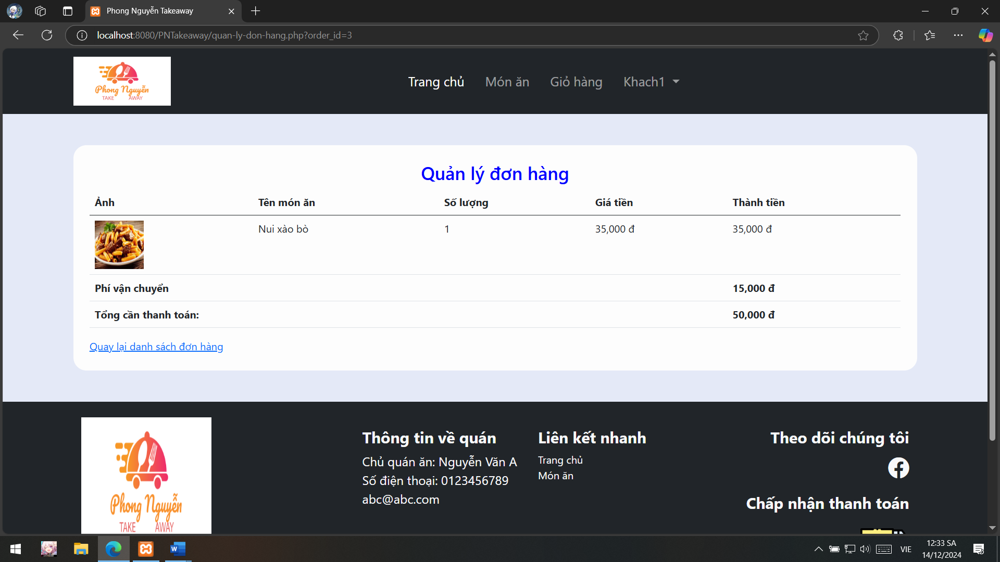 Phong Nguyễn Takeaway
localhost:8080/PNTakeaway/quan-ly-don-hang.php?order_id=3
Phong Nguyễn
TAKE AWAY
Trang chủ
Món ăn
Giỏ hàng
Khach1
Quản lý đơn hàng
Ảnh Tên món ăn Số lượng Giá tiền Thành tiền
Nui xào bò 1 35,000 đ 35,000 đ
Phí vận chuyển 15,000 đ
Tổng cần thanh toán: 50,000 đ
Quay lại danh sách đơn hàng
Phong Nguyễn
TAKE AWAY
Thông tin về quán
Chủ quán ăn: Nguyễn Văn A
Số điện thoại: 0123456789
abc@abc.com
Liên kết nhanh
Trang chủ
Món ăn
Theo dõi chúng tôi
Chấp nhận thanh toán
VIE
12:33 SA
14/12/2024